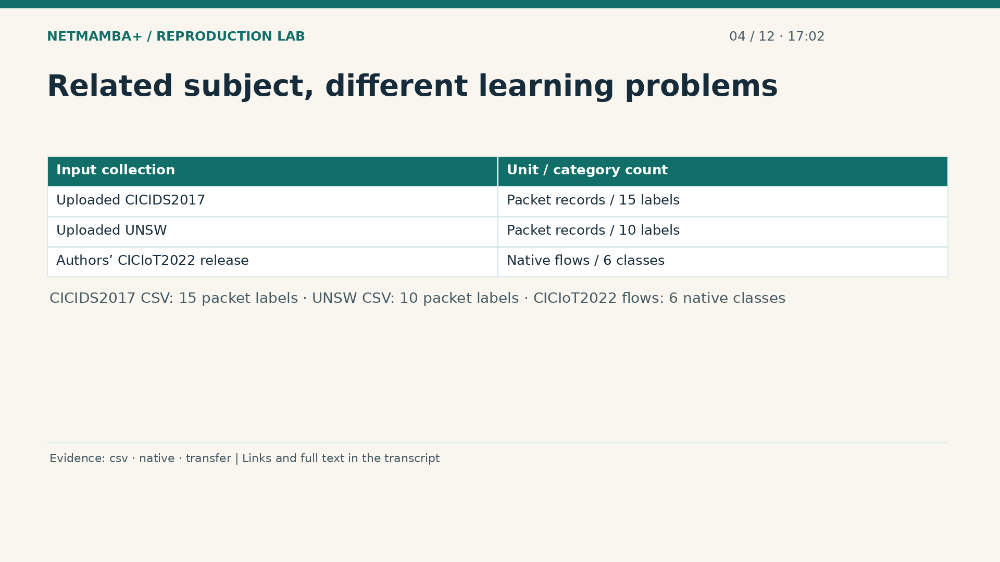 NETMAMBA+ / REPRODUCTION LAB
04 / 12 · 17:02
Related subject, different learning problems
Input collection
Unit / category count
Uploaded CICIDS2017
Packet records / 15 labels
Uploaded UNSW
Packet records / 10 labels
Authors’ CICIoT2022 release
Native flows / 6 classes
CICIDS2017 CSV: 15 packet labels · UNSW CSV: 10 packet labels · CICIoT2022 flows: 6 native classes
Evidence: csv · native · transfer | Links and full text in the transcript